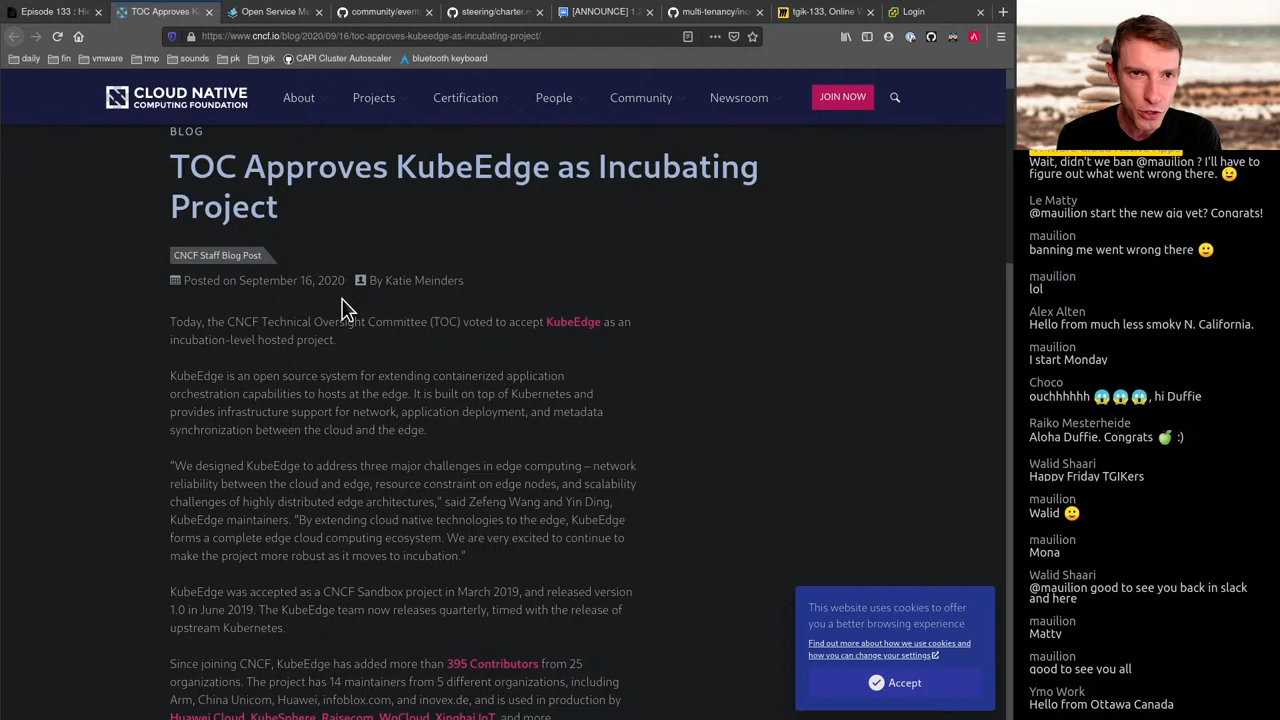 Episode 133 : Hie
TOC Approves Ku
Open Service Me
community/event
steering/charter.m
[ANNOUNCE] 1.2
multi-tenancy/inc
tgik-133, Online W
Login
https://www.cncf.io/blog/2020/09/16/toc-approves-kubeedge-as-incubating-project/
daily
fin
vmware
tmp
sounds
pk
tgik
CAPI Cluster Autoscaler
bluetooth keyboard
CLOUD NATIVE
COMPUTING FOUNDATION
About
Projects
Certification
People
Community
Newsroom
JOIN NOW
BLOG
TOC Approves KubeEdge as Incubating
Project
CNCF Staff Blog Post
Posted on September 16, 2020
By Katie Meinders
Today, the CNCF Technical Oversight Committee (TOC) voted to accept KubeEdge as an
incubation-level hosted project.
KubeEdge is an open source system for extending containerized application
orchestration capabilities to hosts at the edge. It is built on top of Kubernetes and
provides infrastructure support for network, application deployment, and metadata
synchronization between the cloud and the edge.
“We designed KubeEdge to address three major challenges in edge computing – network
reliability between the cloud and edge, resource constraint on edge nodes, and scalability
challenges of highly distributed edge architectures,” said Zefeng Wang and Yin Ding,
KubeEdge maintainers. “By extending cloud native technologies to the edge, KubeEdge
forms a complete edge cloud computing ecosystem. We are very excited to continue to
make the project more robust as it moves to incubation.”
KubeEdge was accepted as a CNCF Sandbox project in March 2019, and released version
1.0 in June 2019. The KubeEdge team now releases quarterly, timed with the release of
upstream Kubernetes.
Since joining CNCF, KubeEdge has added more than 395 Contributors from 25
organizations. The project has 14 maintainers from 5 different organizations, including
Arm, China Unicom, Huawei, infoblox.com, and inovex.de, and is used in production by
Huawei Cloud, KubeSphere, Raisecom, WoCloud, Xinghai IoT, and more.
This website uses cookies to offer
you a better browsing experience
Find out more about how we use cookies and
how you can change your settings
Accept
Wait, didn't we ban @mauilion ? I'll have to
figure out what went wrong there. 😉
Le Matty
@mauilion start the new gig yet? Congrats!
mauilion
banning me went wrong there 🙂
mauilion
lol
Alex Alten
Hello from much less smoky N. California.
mauilion
I start Monday
Choco
ouchhhhhh 😱😱😱, hi Duffie
Raiko Mesterheide
Aloha Duffie. Congrats 🍏 :)
Walid Shaari
Happy Friday TGIKers
mauilion
Walid 🙂
mauilion
Mona
Walid Shaari
@mauilion good to see you back in slack
and here
mauilion
Matty
mauilion
good to see you all
Ymo Work
Hello from Ottawa Canada